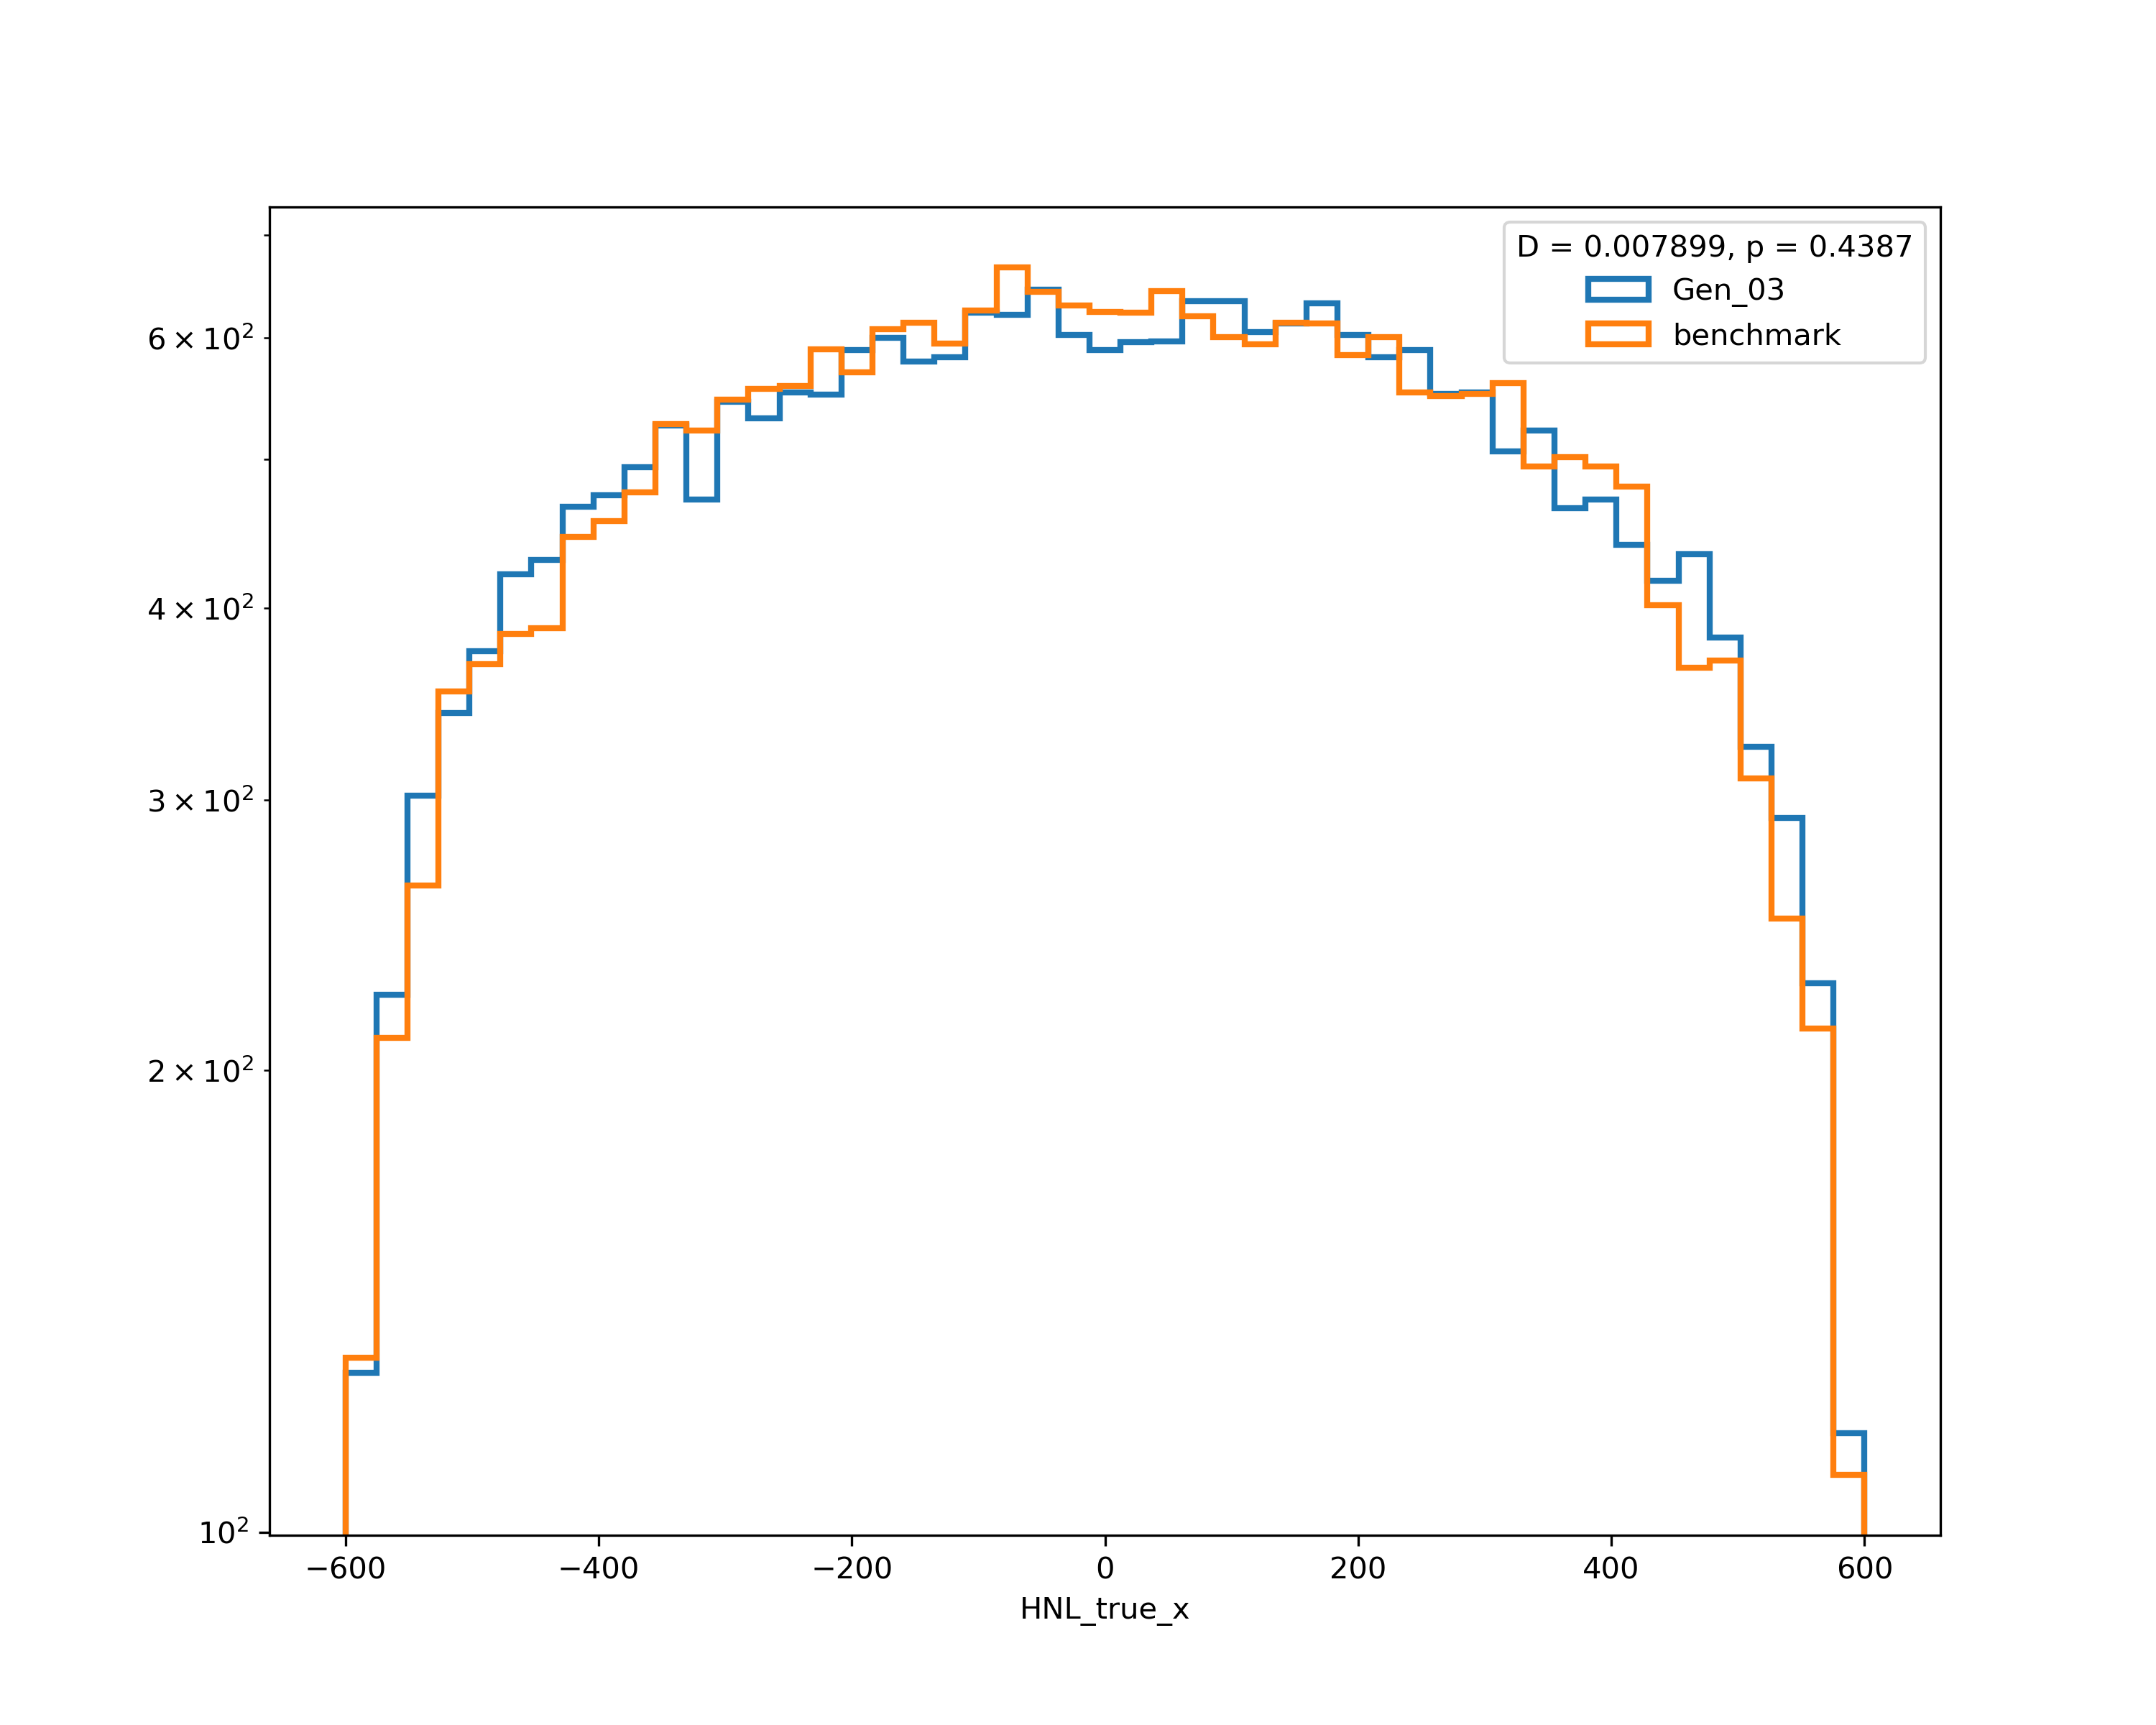 D = 0.007899, p = 0.4387
Gen_03
benchmark
6 × 10²
4 × 10²
3 × 10²
2 × 10²
10²
−600 −400 −200 0 200 400 600
HNL_true_x